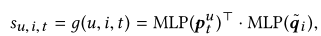 s_{u,i,t} = g(u, i, t) = MLP(p_t^u)^⊤ · MLP(q̃_i),